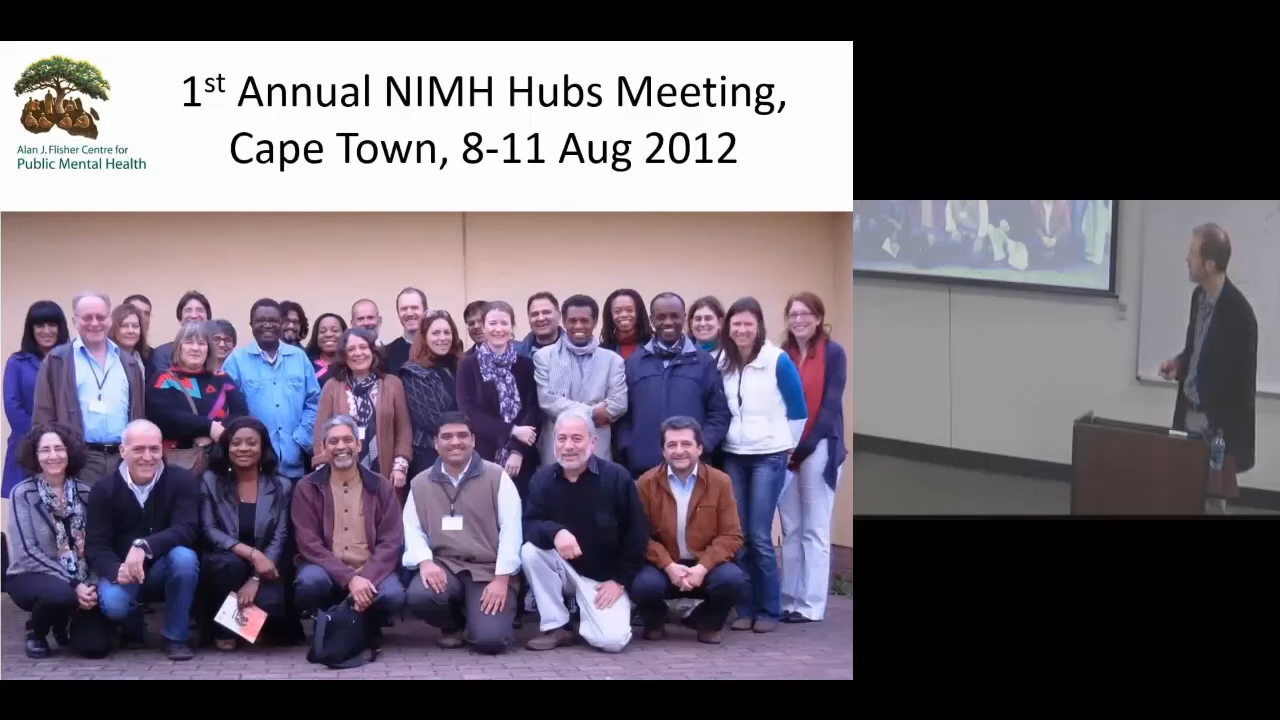 1st Annual NIMH Hubs Meeting,
Cape Town, 8-11 Aug 2012
Alan J. Flisher Centre for
Public Mental Health